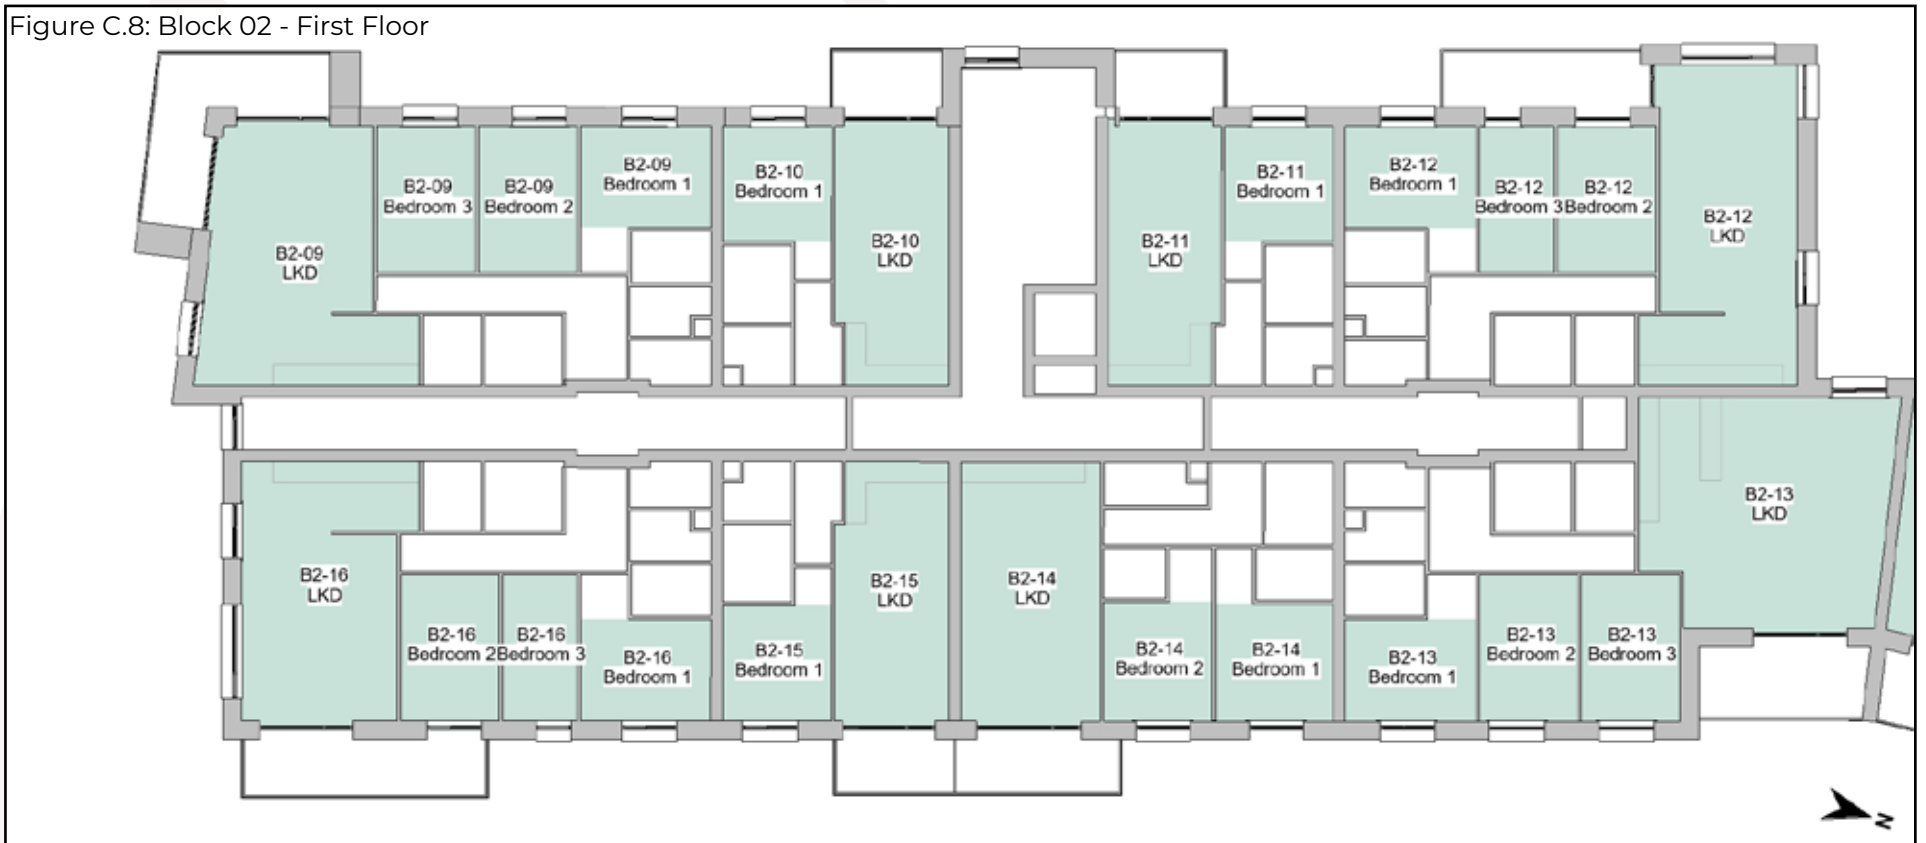 Figure C.8: Block 02 - First Floor
B2-09
LKD
B2-09
Bedroom 3
B2-09
Bedroom 2
B2-09
Bedroom 1
B2-10
Bedroom 1
B2-10
LKD
B2-11
LKD
B2-11
Bedroom 1
B2-12
Bedroom 1
B2-12
Bedroom 3
B2-12
Bedroom 2
B2-12
LKD
B2-16
LKD
B2-16
Bedroom 2
B2-16
Bedroom 3
B2-16
Bedroom 1
B2-15
Bedroom 1
B2-15
LKD
B2-14
LKD
B2-14
Bedroom 2
B2-14
Bedroom 1
B2-13
Bedroom 1
B2-13
Bedroom 2
B2-13
Bedroom 3
B2-13
LKD
N